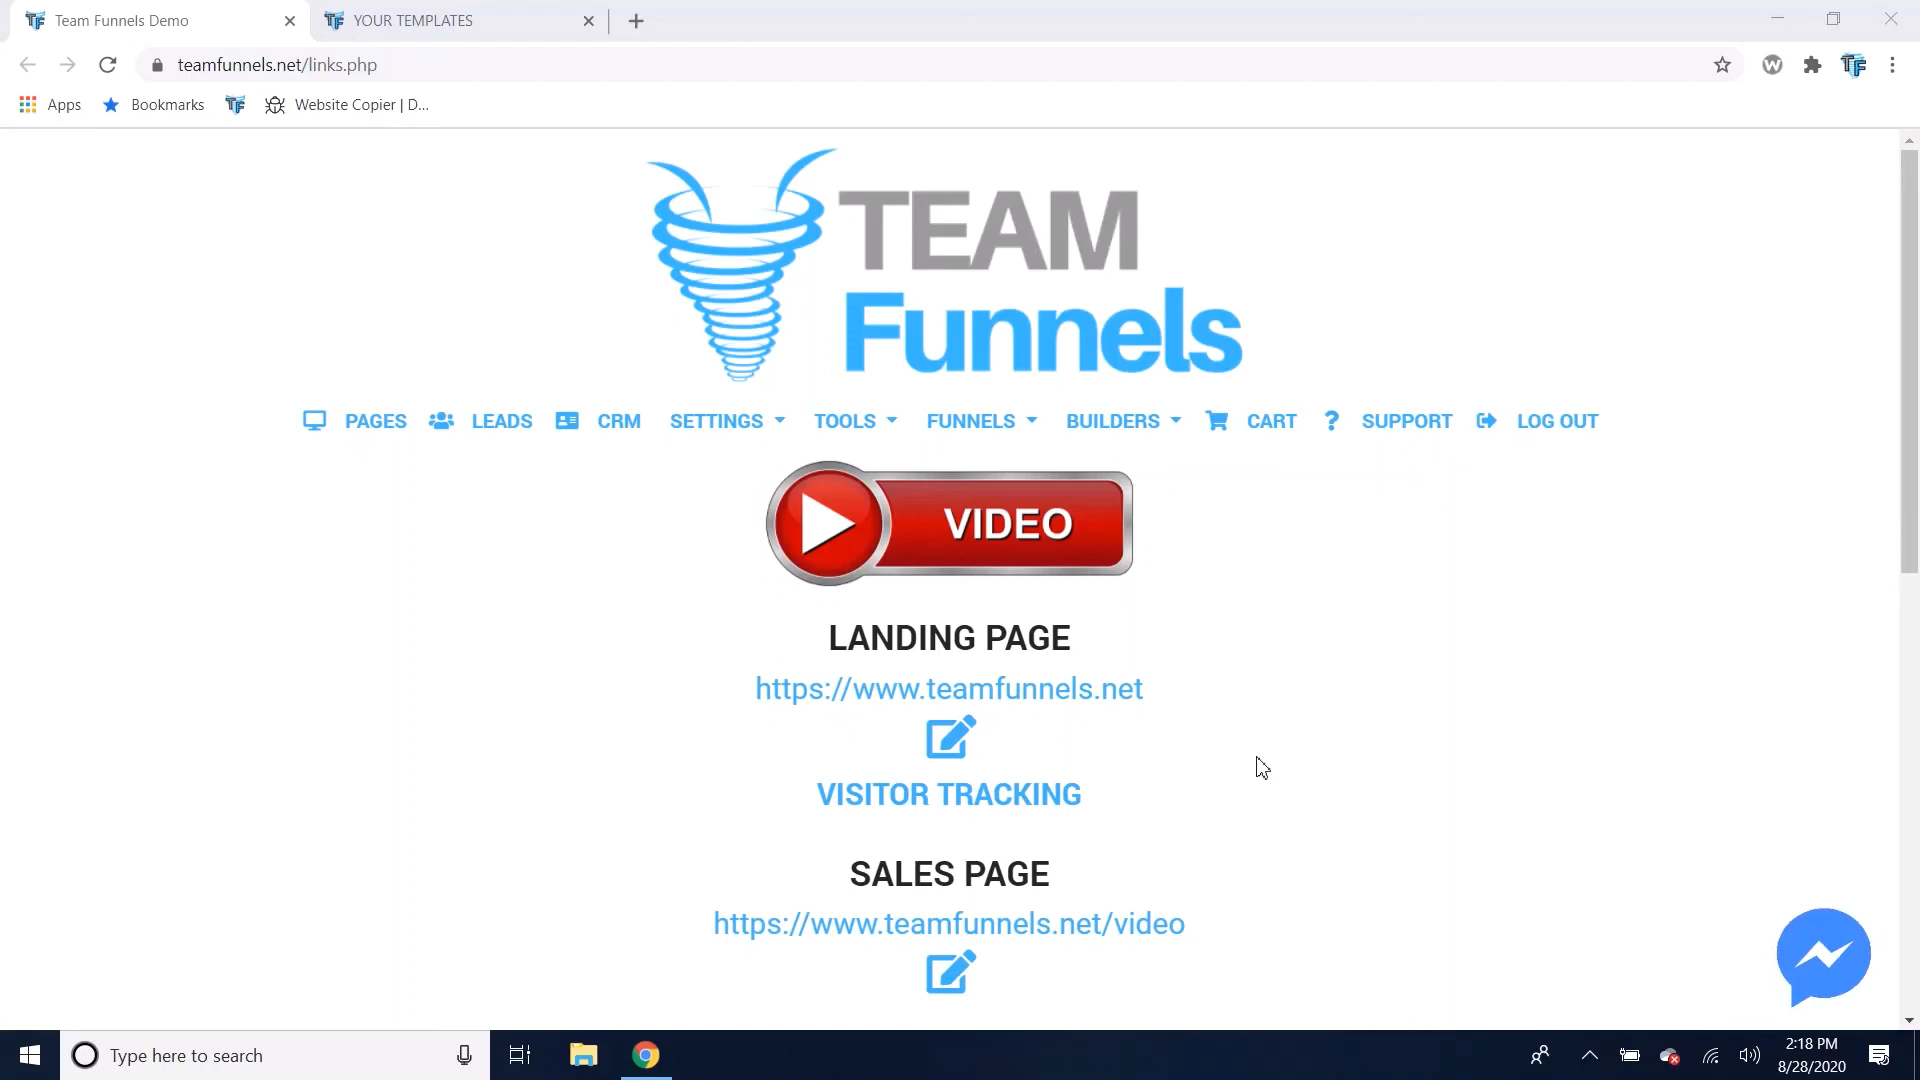 Team Funnels Demo
YOUR TEMPLATES
teamfunnels.net/links.php
Apps
Bookmarks
Website Copier | D...
TEAM
Funnels
PAGES LEADS CRM SETTINGS TOOLS FUNNELS BUILDERS CART SUPPORT LOG OUT
VIDEO
LANDING PAGE
https://www.teamfunnels.net
VISITOR TRACKING
SALES PAGE
https://www.teamfunnels.net/video
Type here to search
2:18 PM
8/28/2020